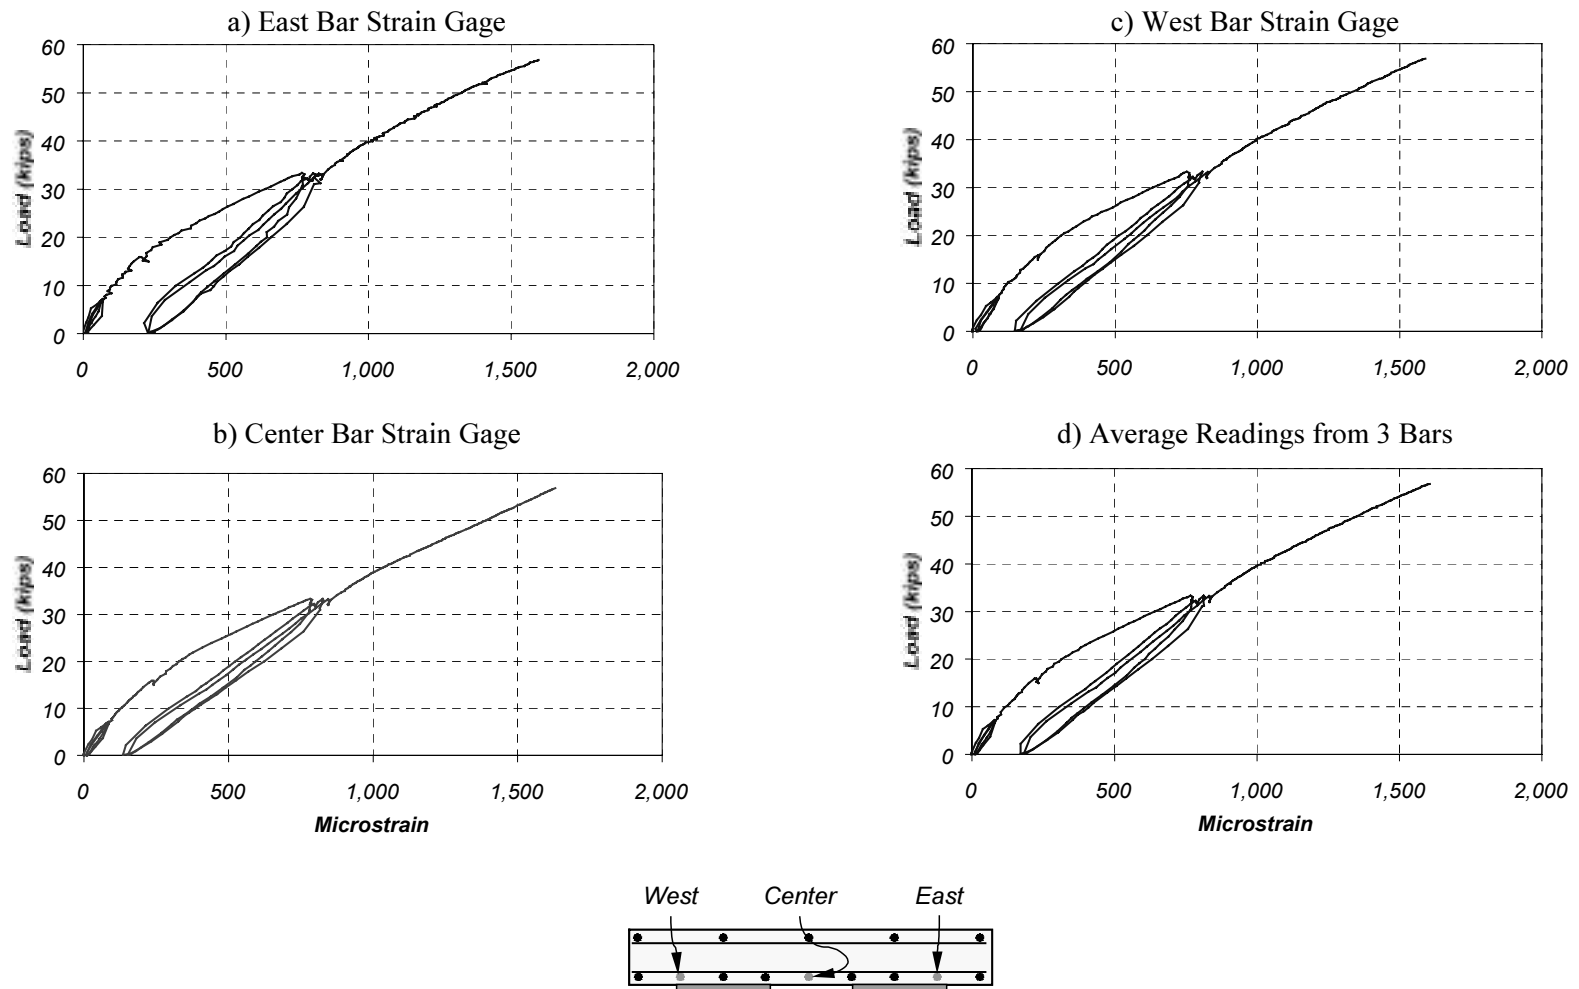 a) East Bar Strain Gage
60
50
40
30
20
10
0
Load (kips)
0 500 1,000 1,500 2,000
c) West Bar Strain Gage
60
50
40
30
20
10
0
Load (kips)
0 500 1,000 1,500 2,000
b) Center Bar Strain Gage
60
50
40
30
20
10
0
Load (kips)
0 500 1,000 1,500 2,000
Microstrain
d) Average Readings from 3 Bars
60
50
40
30
20
10
0
Load (kips)
0 500 1,000 1,500 2,000
Microstrain
West Center East